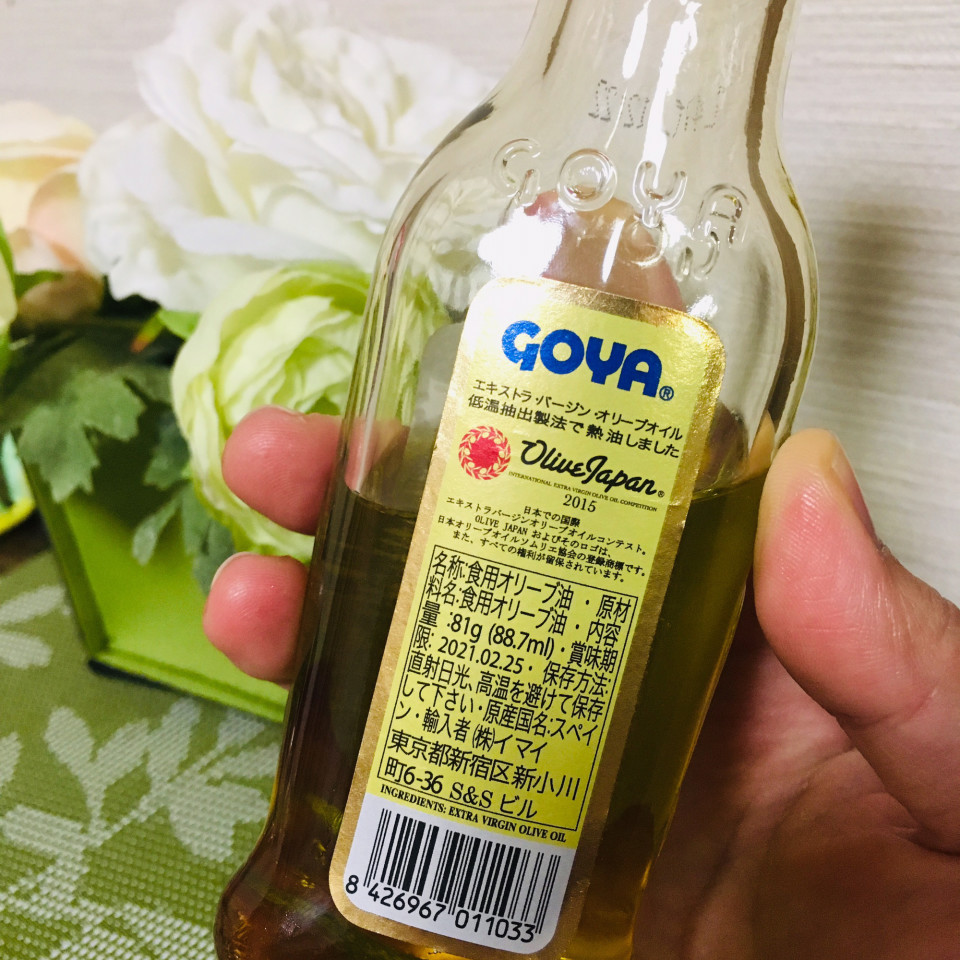 GOYA
GOYA®
エキストラ・バージン・オリーブオイル
低温抽出製法で熱油しました
Olive Japan®
INTERNATIONAL EXTRA VIRGIN OLIVE OIL COMPETITION
2015
日本での国際
エキストラバージンオリーブオイルコンテスト。
OLIVE JAPAN およびそのロゴは、
日本オリーブオイルソムリエ協会の登録商標です。
また、すべての権利が留保されています。
名称:食用オリーブ油 ・ 原材
料名:食用オリーブ油 ・ 内容
量 :81g (88.7ml) ・ 賞味期
限: 2021.02.25 ・ 保存方法:
直射日光、高温を避けて保存
して下さい ・ 原産国名:スペイ
ン ・ 輸入者 (株)イマイ
東京都新宿区新小川
町6-36 S&S ビル
INGREDIENTS: EXTRA VIRGIN OLIVE OIL
8 426967 011033